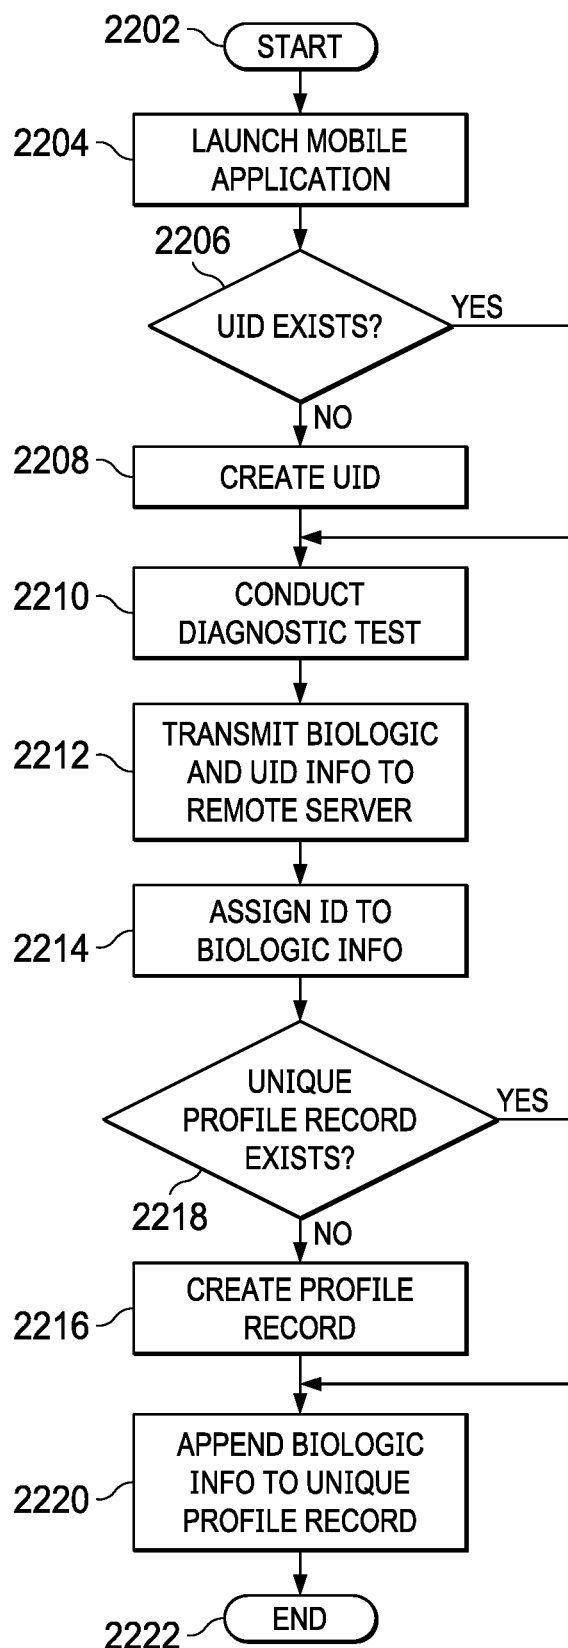 2202
START
2204
LAUNCH MOBILE
APPLICATION
2206
UID EXISTS?
YES
NO
2208
CREATE UID
2210
CONDUCT
DIAGNOSTIC TEST
2212
TRANSMIT BIOLOGIC
AND UID INFO TO
REMOTE SERVER
2214
ASSIGN ID TO
BIOLOGIC INFO
UNIQUE
PROFILE RECORD
EXISTS?
YES
2218
NO
2216
CREATE PROFILE
RECORD
2220
APPEND BIOLOGIC
INFO TO UNIQUE
PROFILE RECORD
2222
END